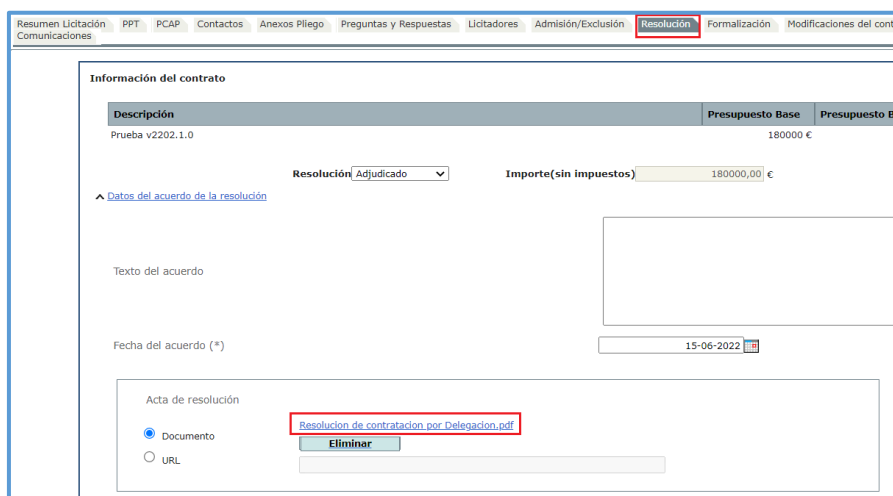 Resumen Licitación PPT PCAP Contactos Anexos Pliego Preguntas y Respuestas Licitadores Admisión/Exclusión Resolución Formalización Modificaciones del
Comunicaciones
Información del contrato
Descripción Presupuesto Base Presupuesto
Prueba v2202.1.0 180000 €
Resolución Adjudicado Importe(sin impuestos) 180000,00 €
Datos del acuerdo de la resolución
Texto del acuerdo
Fecha del acuerdo (*) 15-06-2022
Acta de resolución
Resolucion de contratacion por Delegacion.pdf
Documento
Eliminar
URL